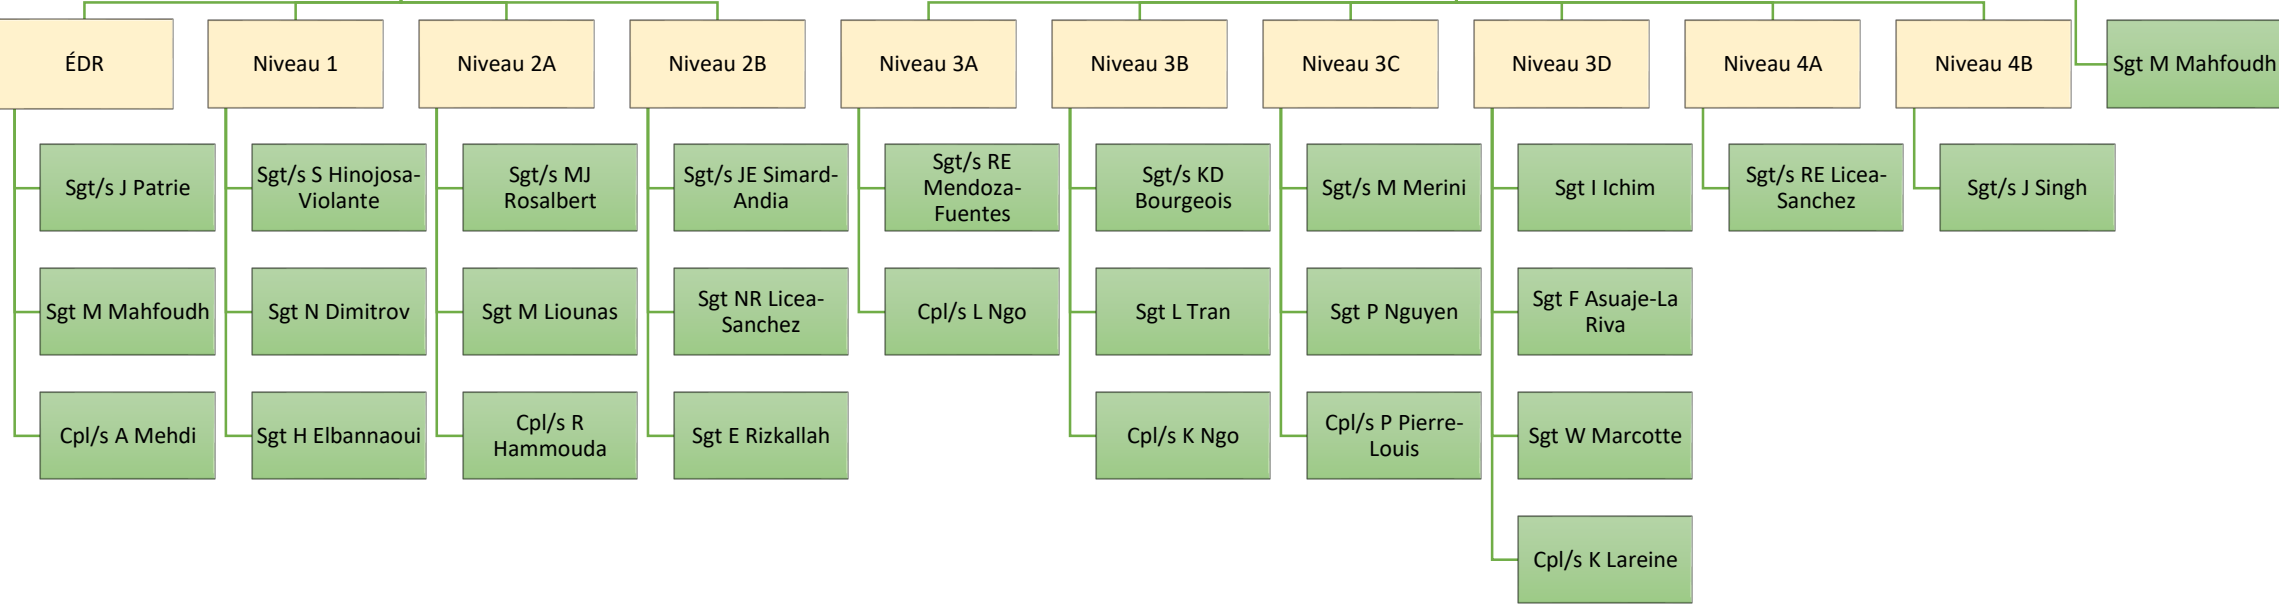 ÉDR
Niveau 1
Niveau 2A
Niveau 2B
Niveau 3A
Niveau 3B
Niveau 3C
Niveau 3D
Niveau 4A
Niveau 4B
Sgt M Mahfoudh
Sgt/s J Patrie
Sgt M Mahfoudh
Cpl/s A Mehdi
Sgt/s S Hinojosa-
Violante
Sgt N Dimitrov
Sgt H Elbannaoui
Sgt/s MJ
Rosalbert
Sgt M Liounas
Cpl/s R
Hammouda
Sgt/s JE Simard-
Andia
Sgt NR Licea-
Sanchez
Sgt E Rizkallah
Sgt/s RE
Mendoza-
Fuentes
Cpl/s L Ngo
Sgt/s KD
Bourgeois
Sgt L Tran
Cpl/s K Ngo
Sgt/s M Merini
Sgt P Nguyen
Cpl/s P Pierre-
Louis
Sgt I Ichim
Sgt F Asuaje-La
Riva
Sgt W Marcotte
Cpl/s K Lareine
Sgt/s RE Licea-
Sanchez
Sgt/s J Singh